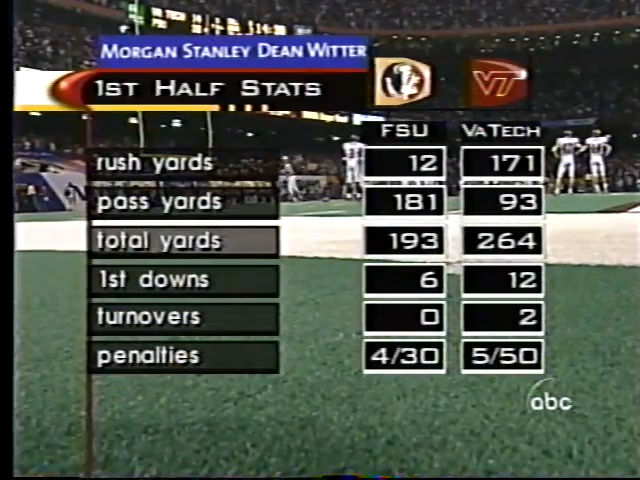 MORGAN STANLEY DEAN WITTER
1ST HALF STATS
VT
FSU VATECH
rush yards 12 171
pass yards 181 93
total yards 193 264
1st downs 6 12
turnovers 0 2
penalties 4/30 5/50
abc